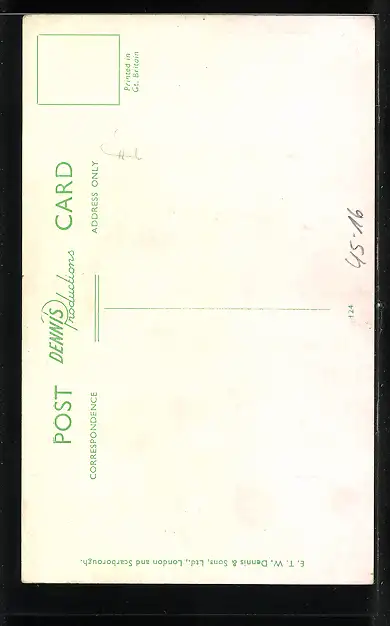 POST DENNIS Productions CARD
Printed in
Gt. Britain
CORRESPONDENCE
ADDRESS ONLY
E. T. W. Dennis & Sons, Ltd., London and Scarborough.
124
45-16